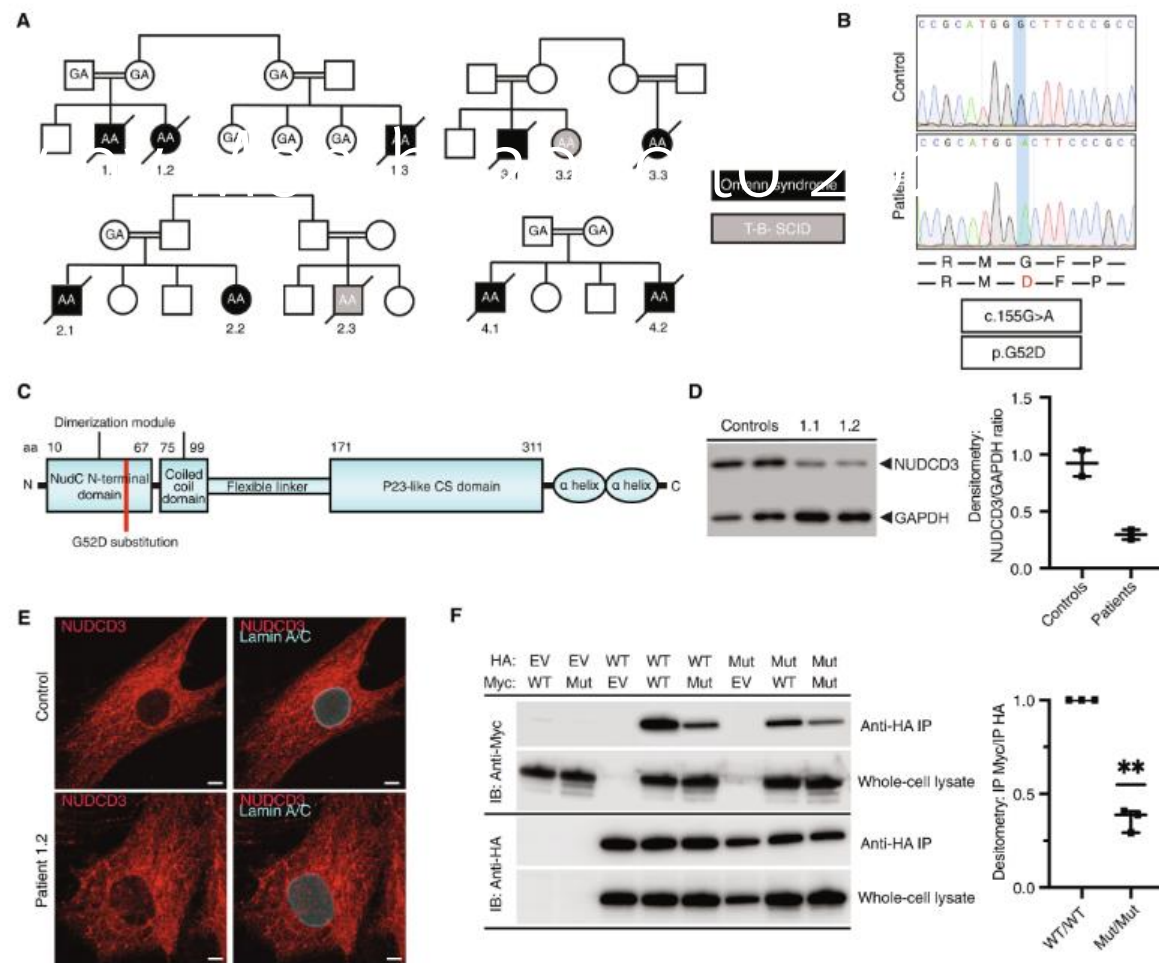 A
GA GA GA
AA AA GA GA GA AA AA AA
1.2 3.3
Omenn syndrome
T-B- SCID
GA GA GA
AA AA AA AA AA
2.1 2.2 2.3 4.1 4.2
B
Control
C C G C A T G G G C T T C C C G C C
Patient
C C G C A T G G A C T T C C C G C C
— R — M — G — F — P —
— R — M — D — F — P —
c.155G>A
p.G52D
C
Dimerization module
aa 10 67 75 99 171 311
N NudC N-terminal domain Coiled coil domain Flexible linker P23-like CS domain α helix α helix C
G52D substitution
D
Controls 1.1 1.2
NUDCD3
GAPDH
Densitometry:
NUDCD3/GAPDH ratio
1.5
1.0
0.5
0.0
Controls
Patients
E
Control
NUDCD3
NUDCD3
Lamin A/C
Patient 1.2
NUDCD3
NUDCD3
Lamin A/C
F
HA: EV EV WT WT WT Mut Mut Mut
Myc: WT Mut EV WT Mut EV WT Mut
IB: Anti-Myc
Anti-HA IP
Whole-cell lysate
IB: Anti-HA
Anti-HA IP
Whole-cell lysate
Desitometry: IP Myc/IP HA
1.0
0.5
0.0
**
WT/WT
Mut/Mut